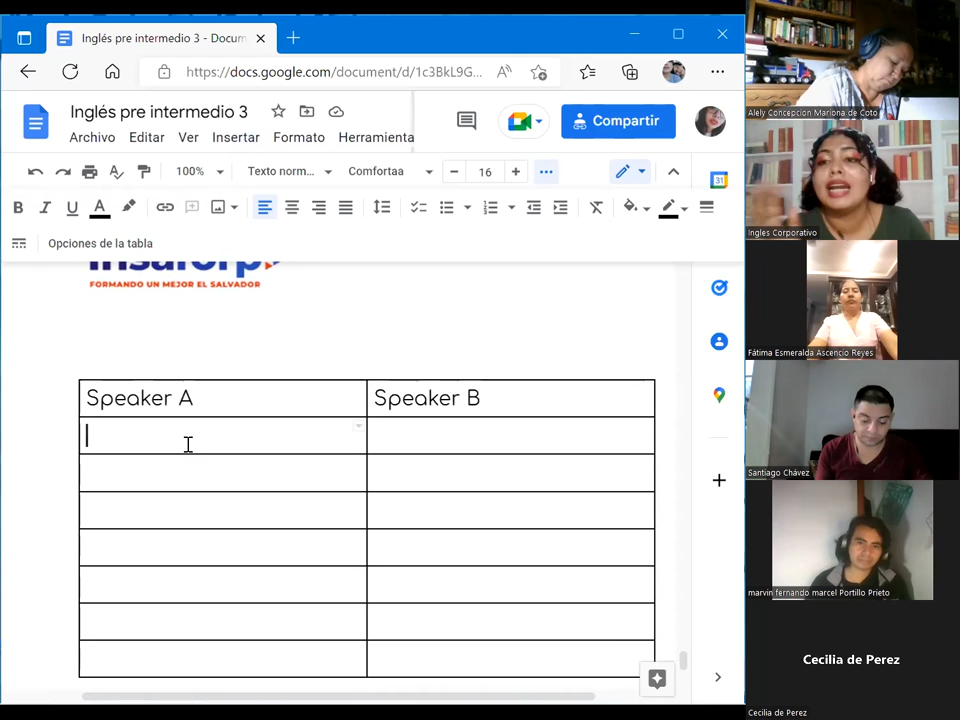 Inglés pre intermedio 3 - Docum
https://docs.google.com/document/d/1c3BkL9G...
Inglés pre intermedio 3
Archivo Editar Ver Insertar Formato Herramienta
Compartir
100% Texto norm... Comfortaa 16
Opciones de la tabla
insaforp
FORMANDO UN MEJOR EL SALVADOR
Speaker A Speaker B
Alely Concepcion Mariona de Coto
Ingles Corporativo
Fátima Esmeralda Ascencio Reyes
Santiago Chávez
marvin fernando marcel Portillo Prieto
Cecilia de Perez
Cecilia de Perez